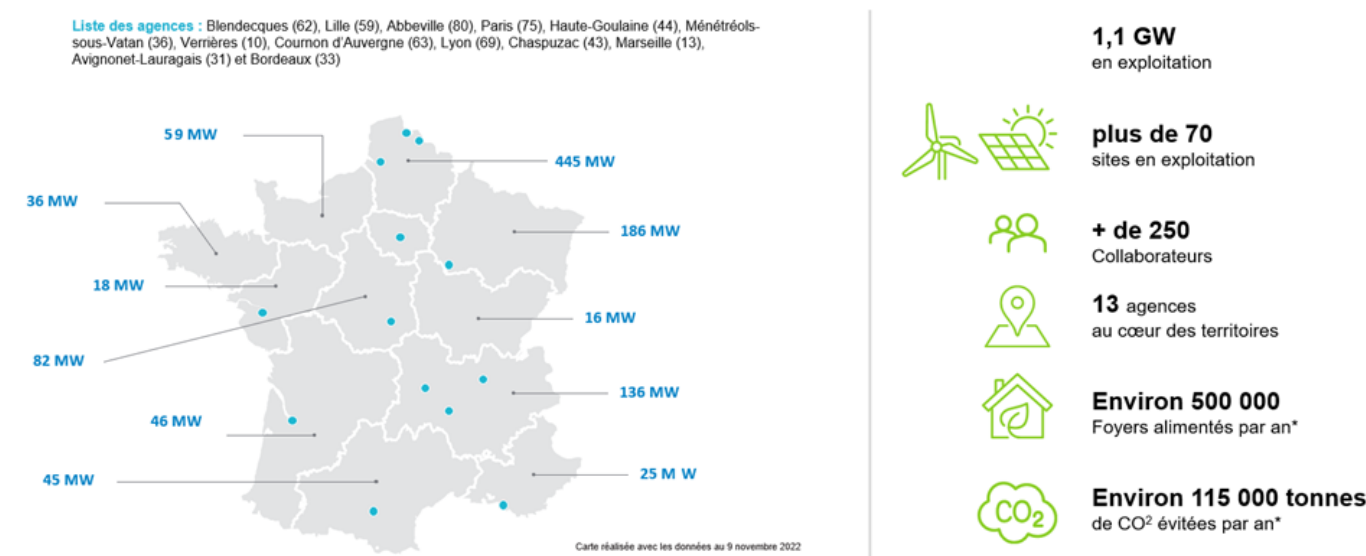 Liste des agences : Blendecques (62), Lille (59), Abbeville (80), Paris (75), Haute-Goulaine (44), Ménétréols-
sous-Vatan (36), Verrières (10), Cournon d'Auvergne (63), Lyon (69), Chaspuzac (43), Marseille (13),
Avignonet-Lauragais (31) et Bordeaux (33)
59 MW
445 MW
36 MW
186 MW
18 MW
16 MW
82 MW
136 MW
46 MW
45 MW
25 M W
Carte réalisée avec les données au 9 novembre 2022
1,1 GW
en exploitation
plus de 70
sites en exploitation
+ de 250
Collaborateurs
13 agences
au cœur des territoires
Environ 500 000
Foyers alimentés par an*
CO₂
Environ 115 000 tonnes
de CO² évitées par an*